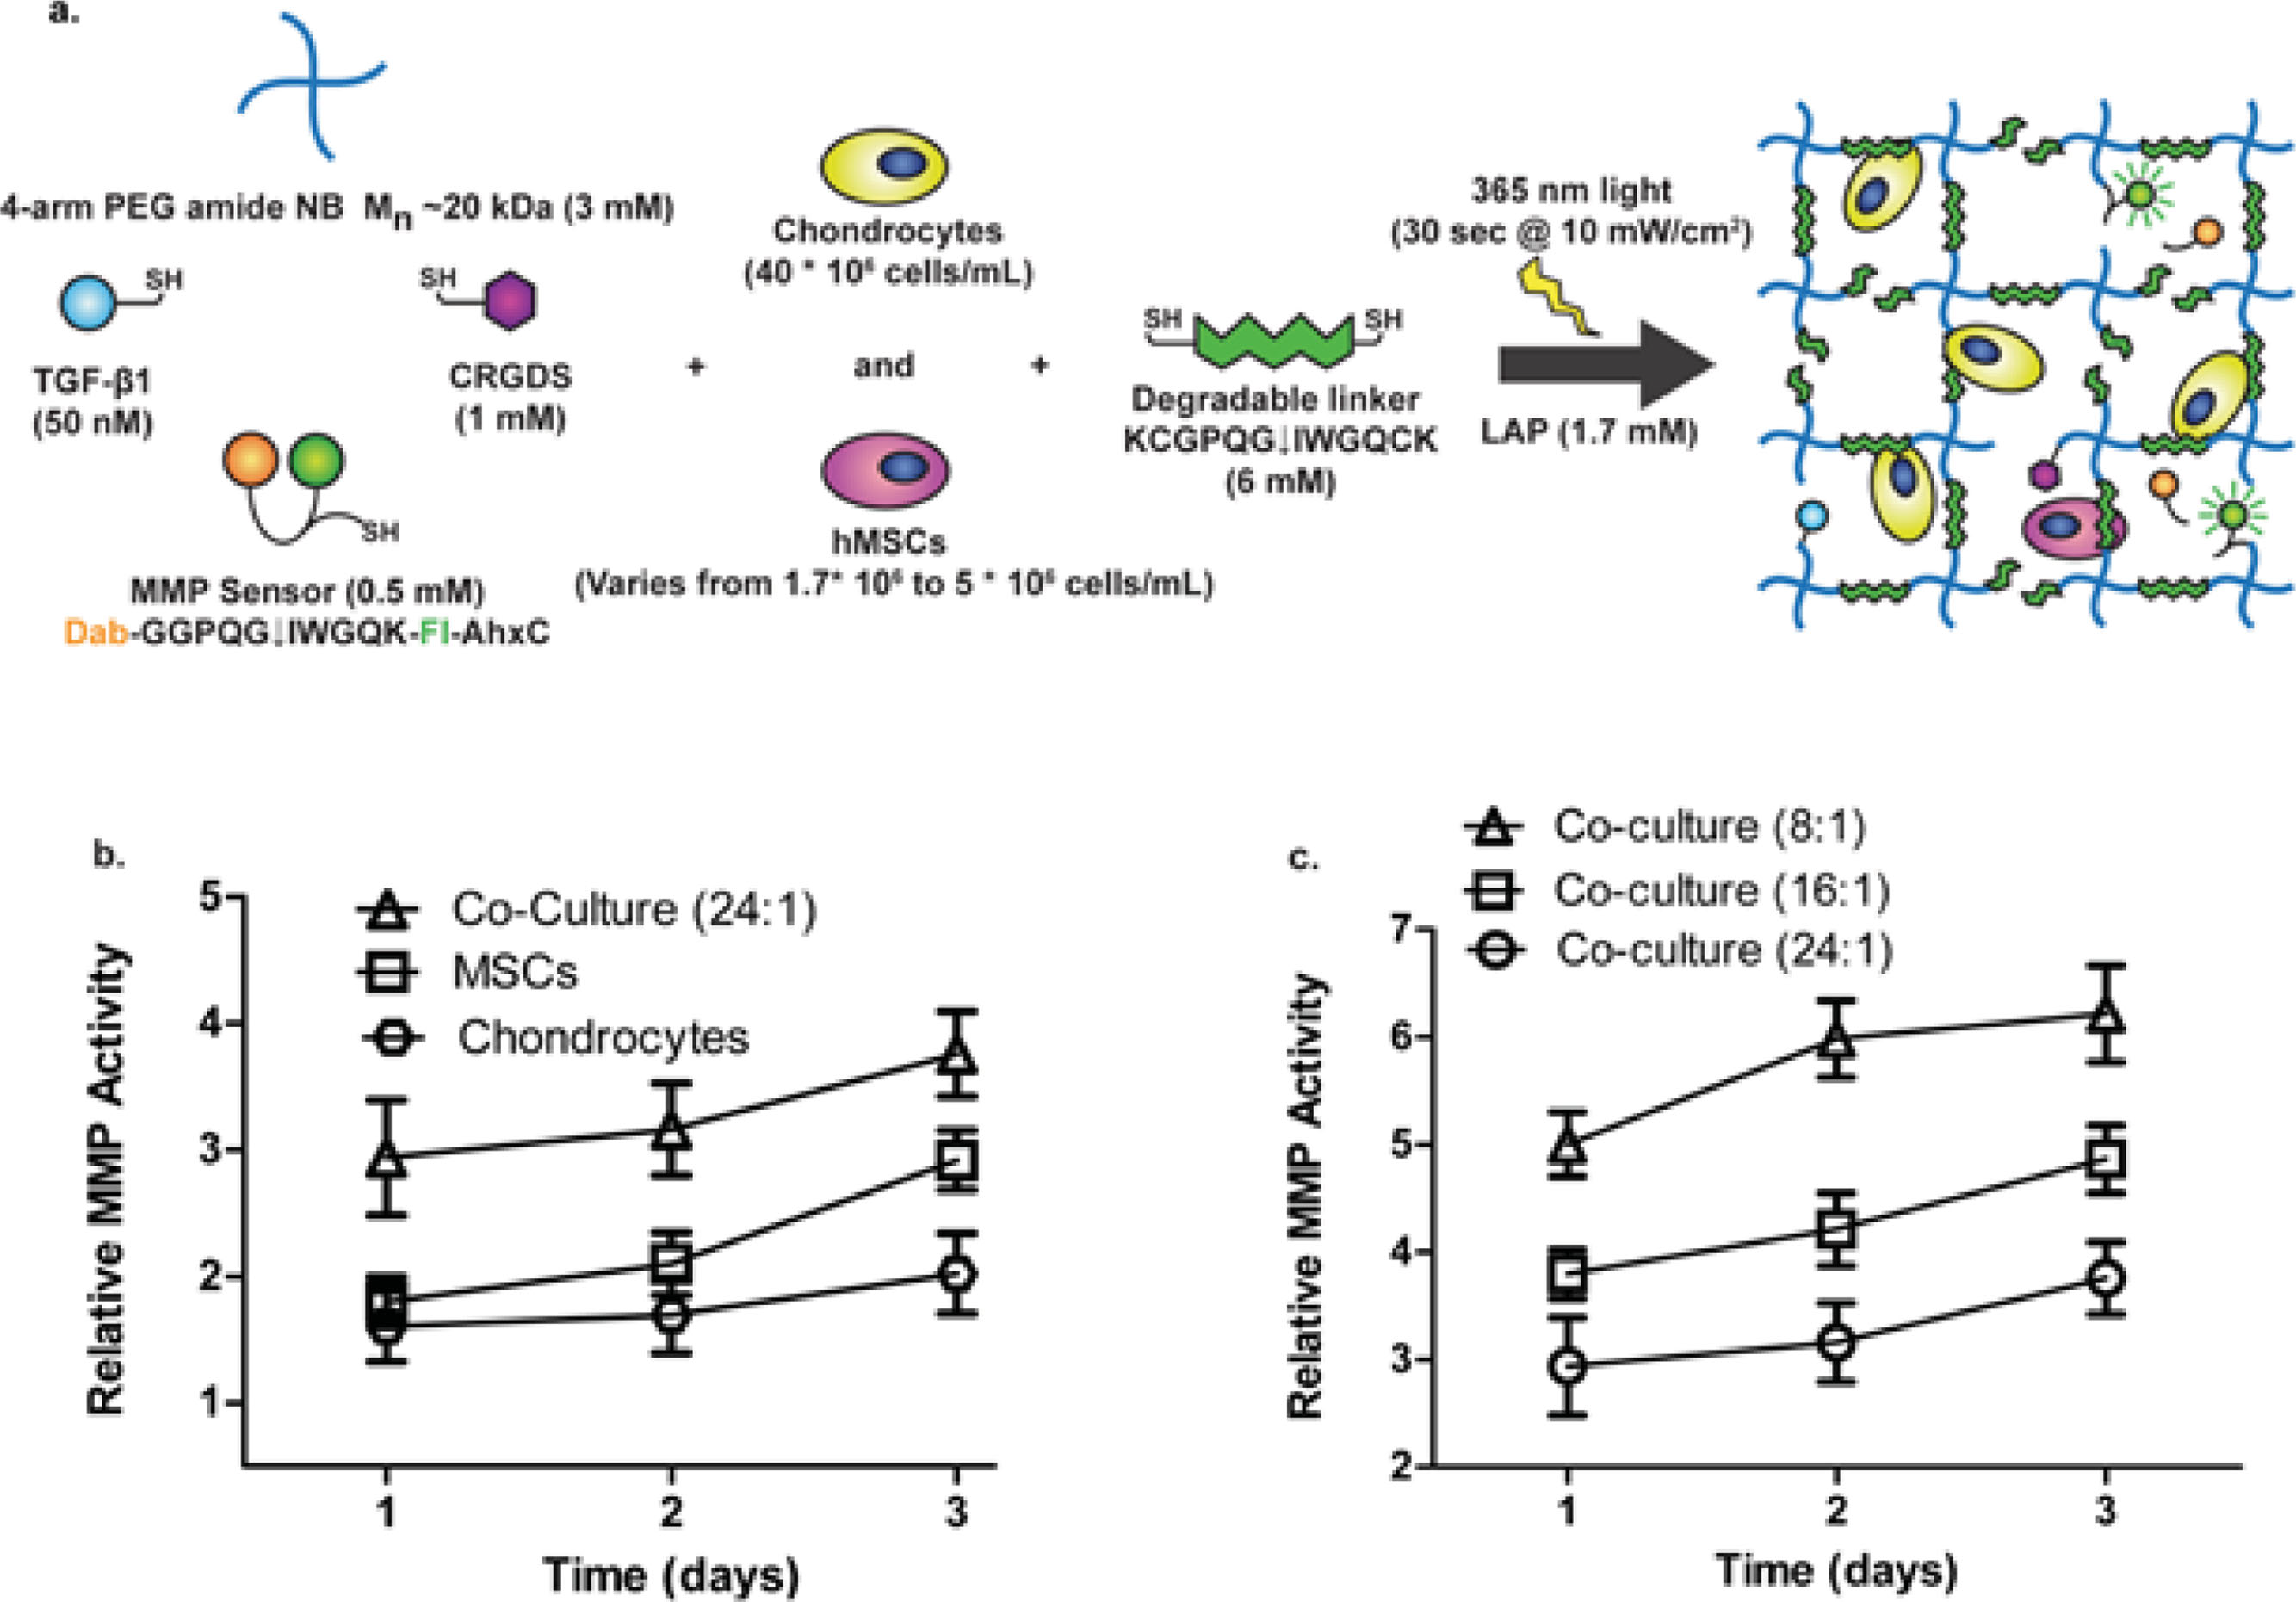 a.
4-arm PEG amide NB Mn ~20 kDa (3 mM)
SH
TGF-β1
(50 nM)
SH
CRGDS
(1 mM)
SH
MMP Sensor (0.5 mM)
Dab-GGPQG↓IWGQK-Fl-AhxC
+
Chondrocytes
(40 * 10⁶ cells/mL)
and
hMSCs
(Varies from 1.7* 10⁶ to 5 * 10⁶ cells/mL)
+
SH SH
Degradable linker
KCGPQG↓IWGQCK
(6 mM)
365 nm light
(30 sec @ 10 mW/cm²)
LAP (1.7 mM)
b.
Relative MMP Activity
5
4
3
2
1
Co-Culture (24:1)
MSCs
Chondrocytes
1 2 3
Time (days)
c.
Co-culture (8:1)
Co-culture (16:1)
Co-culture (24:1)
Relative MMP Activity
7
6
5
4
3
2
1 2 3
Time (days)